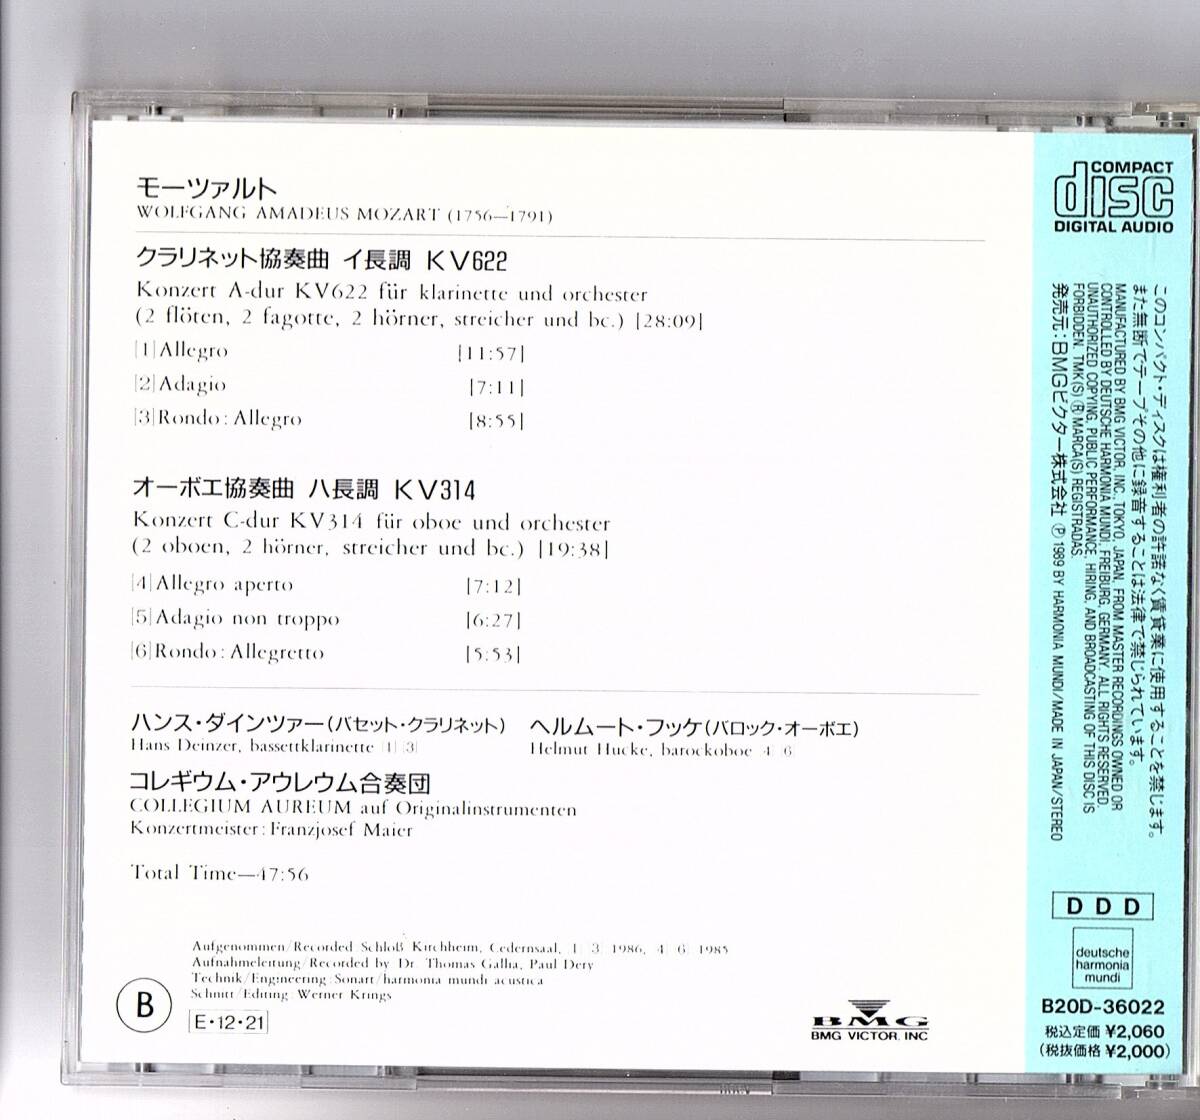 モーツァルト
WOLFGANG AMADEUS MOZART (1756—1791)
クラリネット協奏曲 イ長調 KV622
Konzert A-dur KV622 für klarinette und orchester
(2 flöten, 2 fagotte, 2 hörner, streicher und bc.) [28:09]
[1] Allegro [11:57]
[2] Adagio [7:11]
[3] Rondo: Allegro [8:55]
オーボエ協奏曲 ハ長調 KV314
Konzert C-dur KV314 für oboe und orchester
(2 oboen, 2 hörner, streicher und bc.) [19:38]
[4] Allegro aperto [7:12]
[5] Adagio non troppo [6:27]
[6] Rondo: Allegretto [5:53]
ハンス・ダインツァー(バセット・クラリネット) ヘルムート・フッケ(バロック・オーボエ)
Hans Deinzer, bassettklarinette [1]-[3] Helmut Hucke, barockoboe [4]-[6]
コレギウム・アウレウム合奏団
COLLEGIUM AUREUM auf Originalinstrumenten
Konzertmeister: Franzjosef Maier
Total Time—47:56
Aufgenommen/Recorded Schloß Kirchheim, Cedernsaal, [1]-[3] 1986, [4]-[6] 1985
Aufnahmeleitung/Recorded by Dr. Thomas Gallia, Paul Dery
Technik/Engineering: Sonart/harmonia mundi acustica
Schnitt/Editing: Werner Krings
B
E・12・21
BMG
BMG VICTOR, INC
COMPACT
disc
DIGITAL AUDIO
このコンパクト・ディスクは権利者の許諾なく賃貸業に使用することを禁じます。
また無断でテープその他に録音することは法律で禁じられています。
MANUFACTURED BY BMG VICTOR, INC. TOKYO, JAPAN, FROM MASTER RECORDINGS OWNED OR
CONTROLLED BY DEUTSCHE HARMONIA MUNDI, FREIBURG, GERMANY. ALL RIGHTS RESERVED.
UNAUTHORIZED COPYING, PUBLIC PERFORMANCE, HIRING, AND BROADCASTING OF THIS DISC IS
FORBIDDEN. TMK(S) Ⓡ MARCA(S) REGISTRADAS.
発売元:BMGビクター株式会社 Ⓟ 1989 BY HARMONIA MUNDI/MADE IN JAPAN/STEREO
DDD
deutsche
harmonia
mundi
B20D-36022
税込定価 ¥2,060
(税抜価格 ¥2,000)